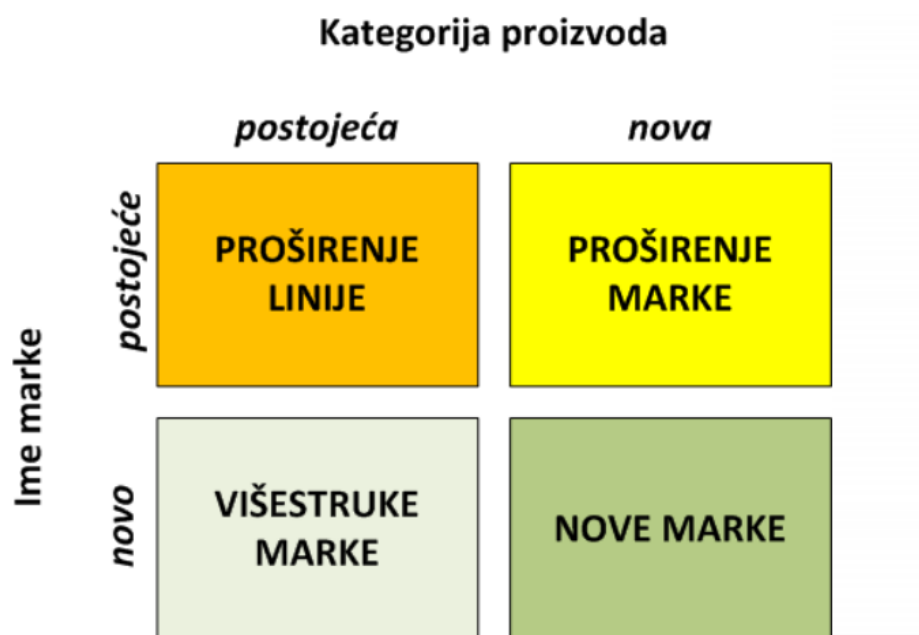 Kategorija proizvoda
postojeća
nova
Ime marke
postojeće
PROŠIRENJE
LINIJE
PROŠIRENJE
MARKE
novo
VIŠESTRUKE
MARKE
NOVE MARKE